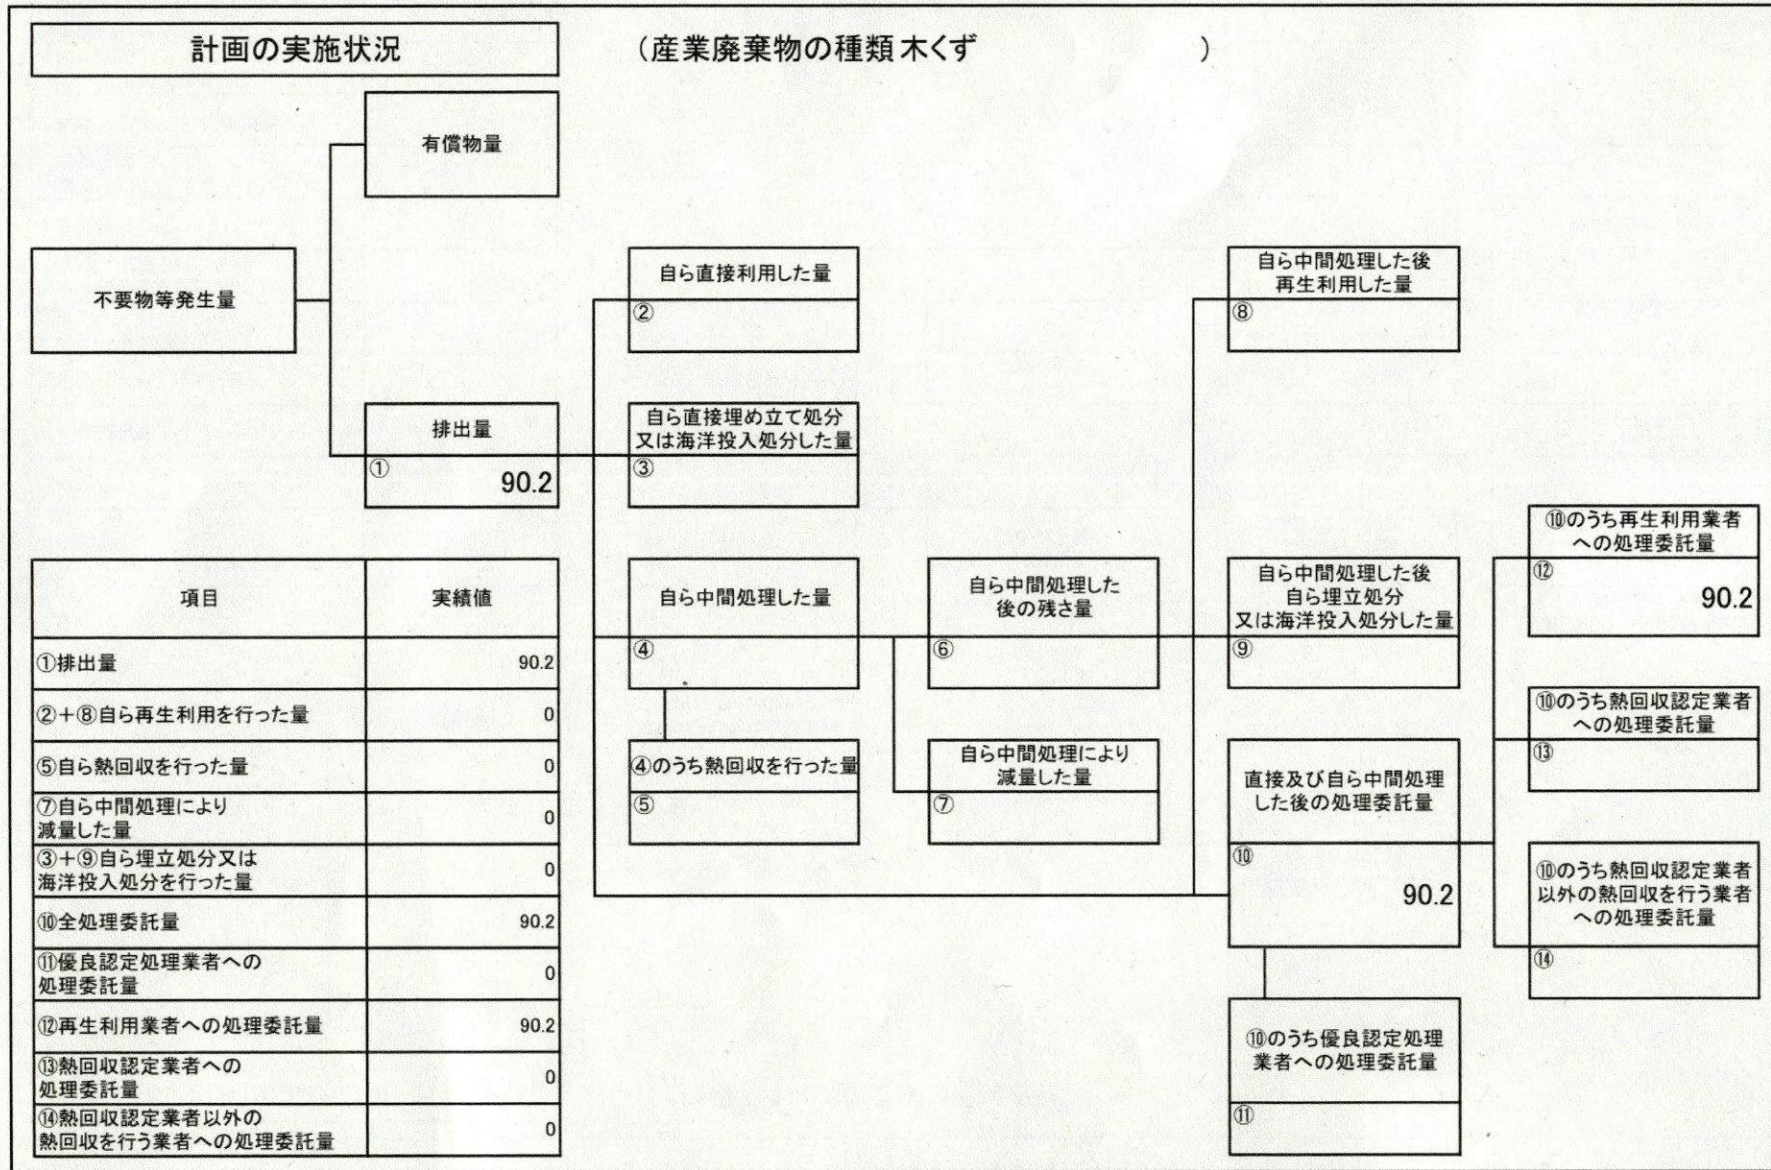 計画の実施状況
(産業廃棄物の種類 木くず )
有償物量
不要物等発生量
排出量
①
90.2
自ら直接利用した量
②
自ら直接埋め立て処分
又は海洋投入処分した量
③
自ら中間処理した量
④
④のうち熱回収を行った量
⑤
自ら中間処理した
後の残さ量
⑥
自ら中間処理により
減量した量
⑦
自ら中間処理した後
再生利用した量
⑧
自ら中間処理した後
自ら埋立処分
又は海洋投入処分した量
⑨
直接及び自ら中間処理
した後の処理委託量
⑩
90.2
⑩のうち優良認定処理
業者への処理委託量
⑪
⑩のうち再生利用業者
への処理委託量
⑫
90.2
⑩のうち熱回収認定業者
への処理委託量
⑬
⑩のうち熱回収認定業者
以外の熱回収を行う業者
への処理委託量
⑭
項目 実績値
①排出量 90.2
②+⑧自ら再生利用を行った量 0
⑤自ら熱回収を行った量 0
⑦自ら中間処理により
減量した量 0
③+⑨自ら埋立処分又は
海洋投入処分を行った量 0
⑩全処理委託量 90.2
⑪優良認定処理業者への
処理委託量 0
⑫再生利用業者への処理委託量 90.2
⑬熱回収認定業者への
処理委託量 0
⑭熱回収認定業者以外の
熱回収を行う業者への処理委託量 0